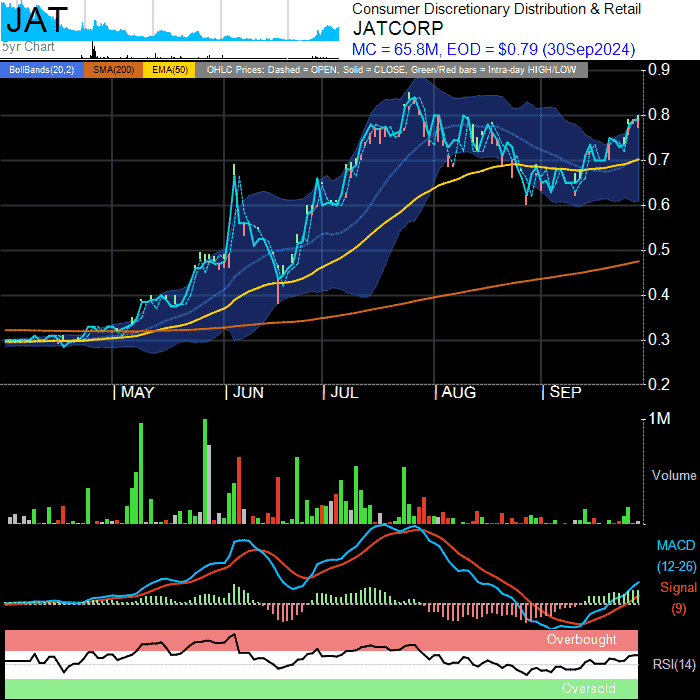 JAT
5yr Chart
Consumer Discretionary Distribution & Retail
JATCORP
MC = 65.8M, EOD = $0.79 (30Sep2024)
BollBands(20,2) SMA(200) EMA(50) OHLC Prices: Dashed = OPEN, Solid = CLOSE, Green/Red bars = Intra-day HIGH/LOW
0.9
0.8
0.7
0.6
0.5
0.4
0.3
0.2
MAY JUN JUL AUG SEP
1M
Volume
MACD
(12-26)
Signal
(9)
Overbought
RSI(14)
Oversold